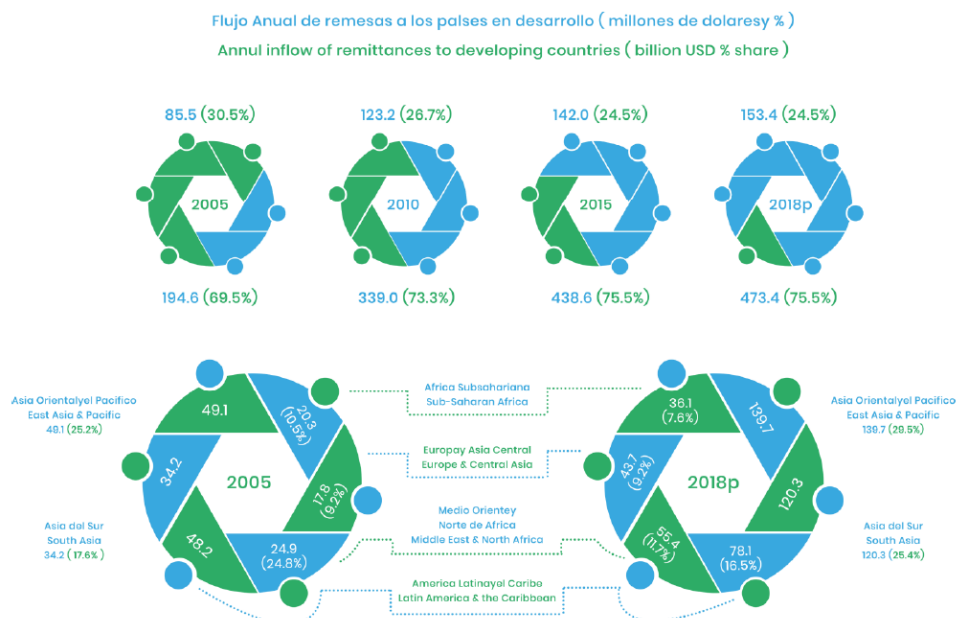 Flujo Anual de remesas a los palses en desarrollo ( millones de dolaresy % )
Annul inflow of remittances to developing countries ( billion USD % share )
85.5 (30.5%)
123.2 (26.7%)
142.0 (24.5%)
153.4 (24.5%)
2005
2010
2015
2018p
194.6 (69.5%)
339.0 (73.3%)
438.6 (75.5%)
473.4 (75.5%)
Asia Orientalyel Pacifico
East Asia & Pacific
49.1 (25.2%)
Asia del Sur
South Asia
34.2 (17.6%)
49.1
20.3
(10.5%)
34.2
2005
17.8
(9.2%)
48.2
24.9
(24.8%)
Africa Subsahariana
Sub-Saharan Africa
Europay Asia Central
Europe & Central Asia
Medio Orientey
Norte de Africa
Middle East & North Africa
America Latinayol Caribo
Latin America & the Caribboan
36.1
(7.6%)
139.7
43.7
(9.2%)
2018p
120.3
55.4
(11.7%)
78.1
(16.5%)
Asia Orientalyel Pacifico
East Asia & Pacific
139.7 (29.5%)
Asia del Sur
South Asia
120.3 (25.4%)